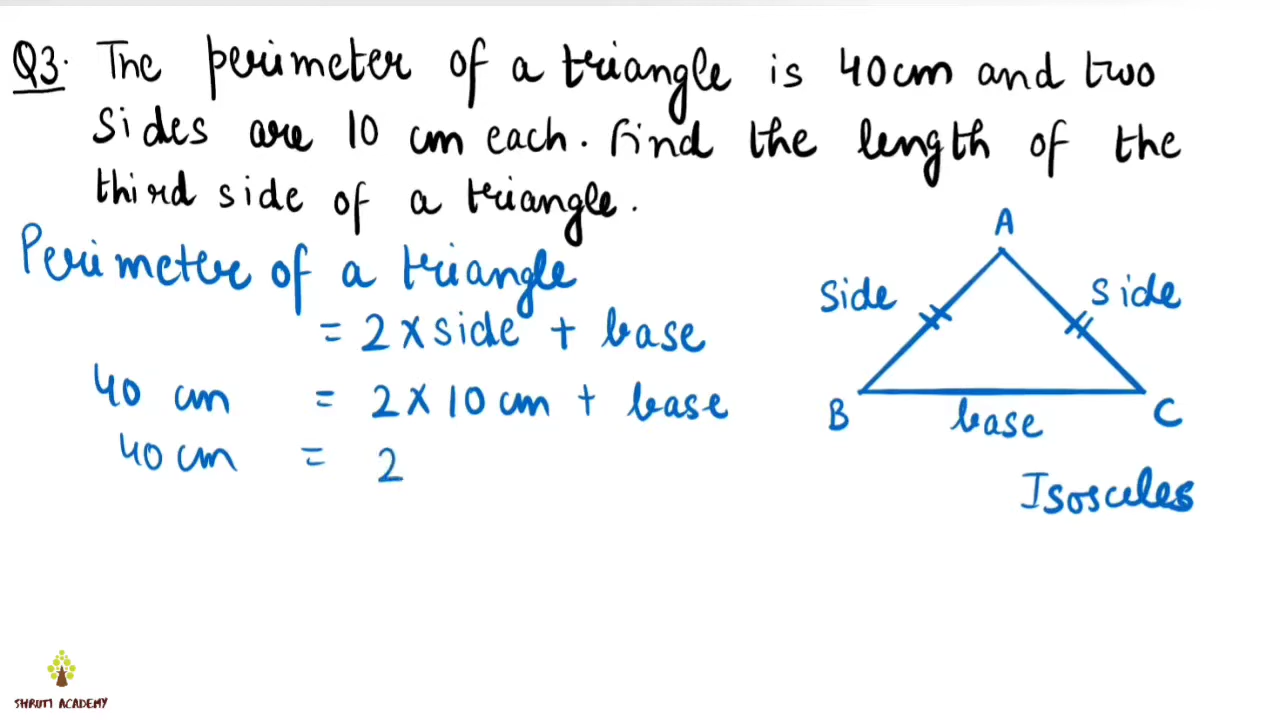 Q3. The perimeter of a triangle is 40cm and two
sides are 10 cm each. Find the length of the
third side of a triangle.
Perimeter of a triangle
= 2 × side + base
40 cm = 2 × 10 cm + base
40 cm = 2
A
side
side
B
base
C
Isosceles
SHRUTI ACADEMY